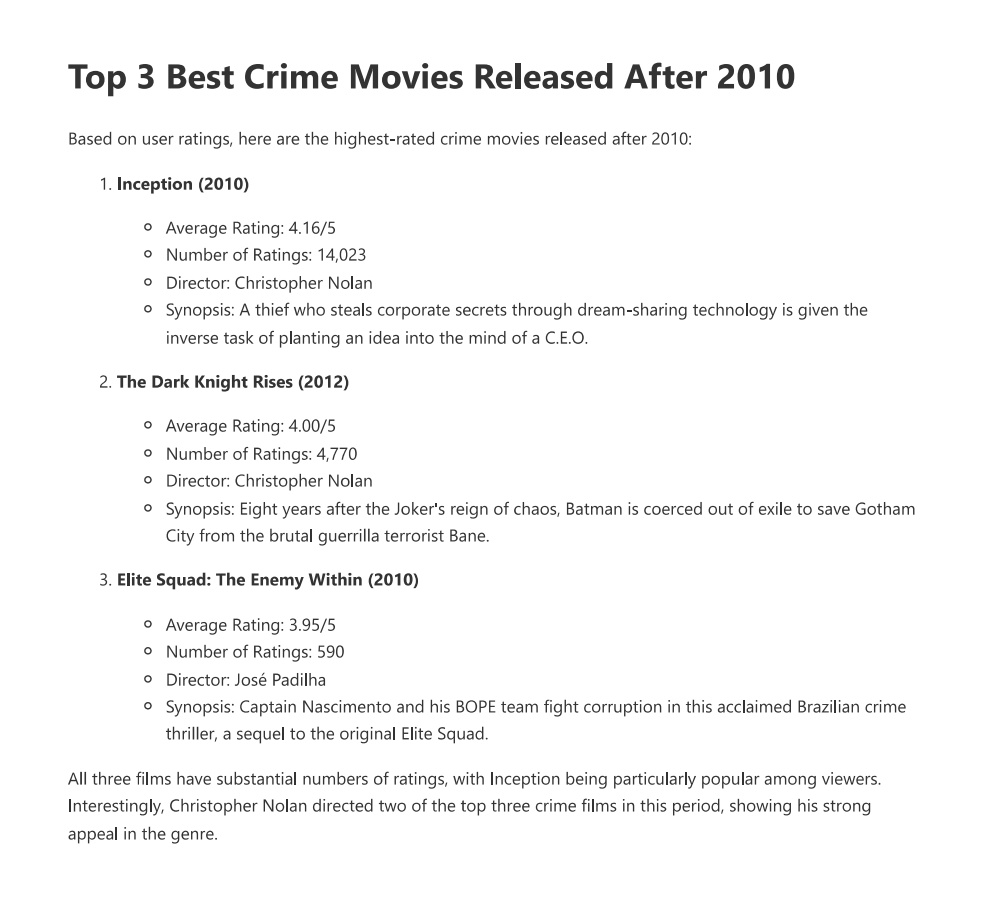 Top 3 Best Crime Movies Released After 2010
Based on user ratings, here are the highest-rated crime movies released after 2010:
1. Inception (2010)
Average Rating: 4.16/5
Number of Ratings: 14,023
Director: Christopher Nolan
Synopsis: A thief who steals corporate secrets through dream-sharing technology is given the
inverse task of planting an idea into the mind of a C.E.O.
2. The Dark Knight Rises (2012)
Average Rating: 4.00/5
Number of Ratings: 4,770
Director: Christopher Nolan
Synopsis: Eight years after the Joker's reign of chaos, Batman is coerced out of exile to save Gotham
City from the brutal guerrilla terrorist Bane.
3. Elite Squad: The Enemy Within (2010)
Average Rating: 3.95/5
Number of Ratings: 590
Director: José Padilha
Synopsis: Captain Nascimento and his BOPE team fight corruption in this acclaimed Brazilian crime
thriller, a sequel to the original Elite Squad.
All three films have substantial numbers of ratings, with Inception being particularly popular among viewers.
Interestingly, Christopher Nolan directed two of the top three crime films in this period, showing his strong
appeal in the genre.